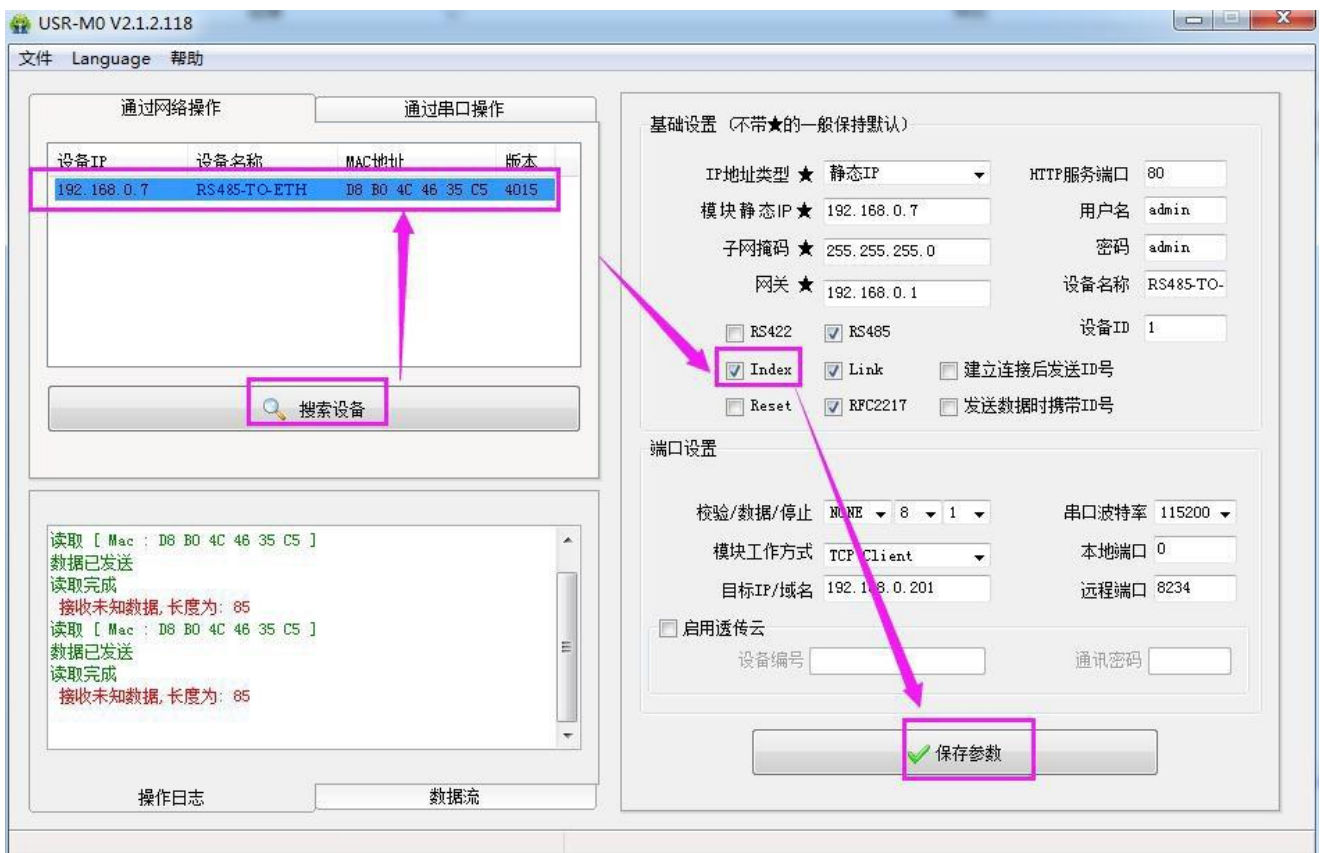 USR-M0 V2.1.2.118
文件 Language 帮助
通过网络操作 通过串口操作
设备IP 设备名称 MAC地址 版本
192.168.0.7 RS485-TO-ETH D8 B0 4C 46 35 C5 4015
搜索设备
读取 [ Mac : D8 B0 4C 46 35 C5 ]
数据已发送
读取完成
接收未知数据,长度为: 85
读取 [ Mac : D8 B0 4C 46 35 C5 ]
数据已发送
读取完成
接收未知数据,长度为: 85
操作日志 数据流
基础设置 (不带★的一般保持默认)
IP地址类型 ★ 静态IP HTTP服务端口 80
模块静态IP★ 192.168.0.7 用户名 admin
子网掩码 ★ 255.255.255.0 密码 admin
网关 ★ 192.168.0.1 设备名称 RS485-TO-
RS422 RS485 设备ID 1
Index Link 建立连接后发送ID号
Reset RFC2217 发送数据时携带ID号
端口设置
校验/数据/停止 NONE 8 1 串口波特率 115200
模块工作方式 TCP Client 本地端口 0
目标IP/域名 192.168.0.201 远程端口 8234
启用透传云
设备编号 通讯密码
保存参数